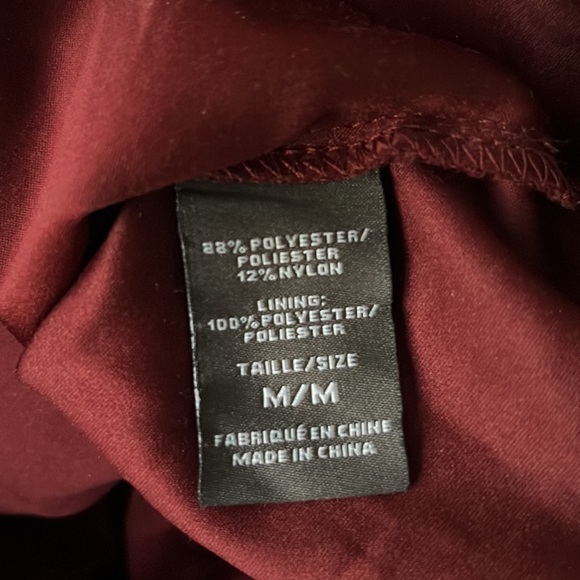 88% POLYESTER/
POLIESTER
12% NYLON
LINING:
100% POLYESTER/
POLIESTER
TAILLE/SIZE
M/M
FABRIQUÉ EN CHINE
MADE IN CHINA